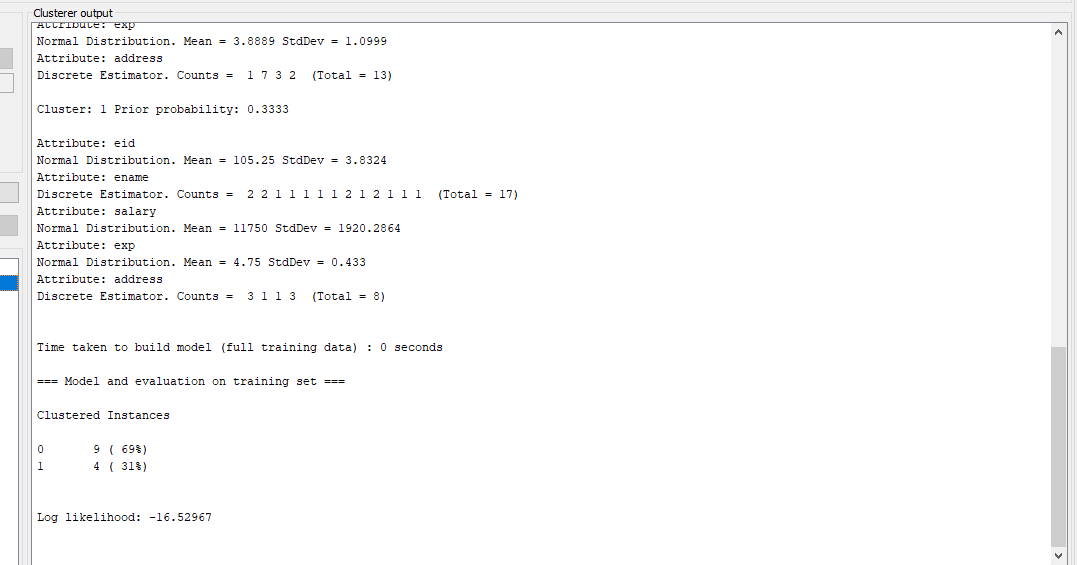 Clusterer output
Attribute: exp
Normal Distribution. Mean = 3.8889 StdDev = 1.0999
Attribute: address
Discrete Estimator. Counts =  1 7 3 2  (Total = 13)
Cluster: 1 Prior probability: 0.3333
Attribute: eid
Normal Distribution. Mean = 105.25 StdDev = 3.8324
Attribute: ename
Discrete Estimator. Counts =  2 2 1 1 1 1 1 2 1 2 1 1 1  (Total = 17)
Attribute: salary
Normal Distribution. Mean = 11750 StdDev = 1920.2864
Attribute: exp
Normal Distribution. Mean = 4.75 StdDev = 0.433
Attribute: address
Discrete Estimator. Counts =  3 1 1 3  (Total = 8)
Time taken to build model (full training data) : 0 seconds
=== Model and evaluation on training set ===
Clustered Instances
0       9 ( 69%)
1       4 ( 31%)
Log likelihood: -16.52967